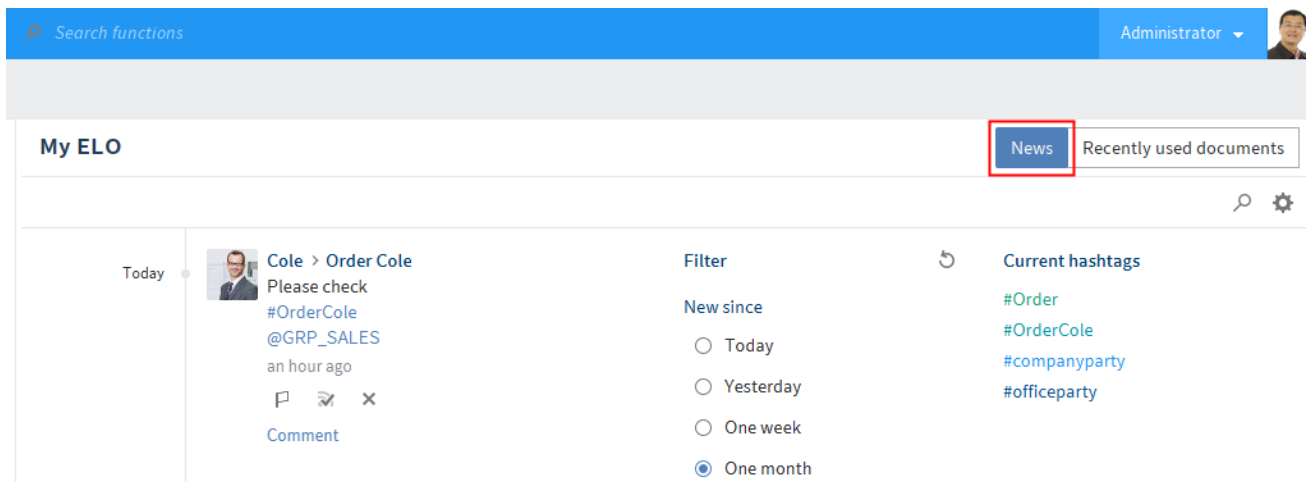 Search functions
Administrator
My ELO
News
Recently used documents
Today
Cole > Order Cole
Please check
#OrderCole
@GRP_SALES
an hour ago
Comment
Filter
New since
Today
Yesterday
One week
One month
Current hashtags
#Order
#OrderCole
#companyparty
#officeparty